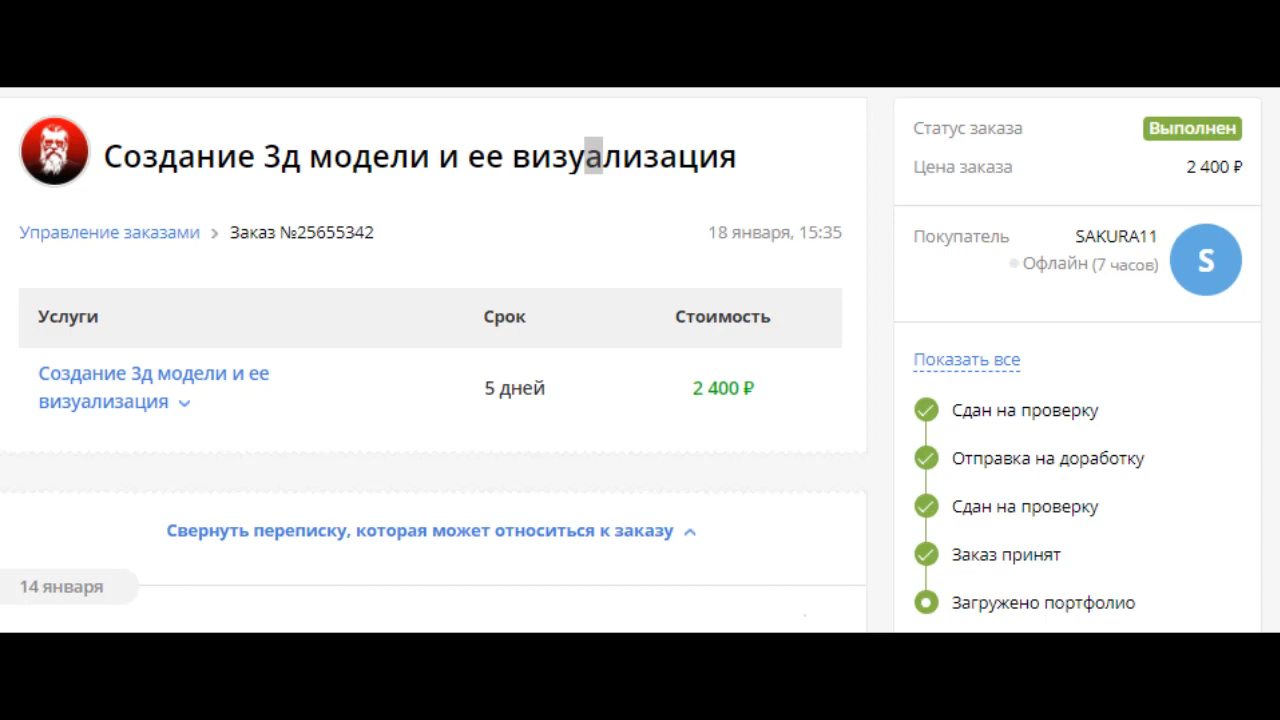 Создание 3д модели и ее визуализация
Управление заказами > Заказ №25655342
18 января, 15:35
Услуги Срок Стоимость
Создание 3д модели и ее
визуализация
5 дней 2 400 ₽
Свернуть переписку, которая может относиться к заказу
14 января
Статус заказа Выполнен
Цена заказа 2 400 ₽
Покупатель SAKURA11
Офлайн (7 часов)
S
Показать все
Сдан на проверку
Отправка на доработку
Сдан на проверку
Заказ принят
Загружено портфолио